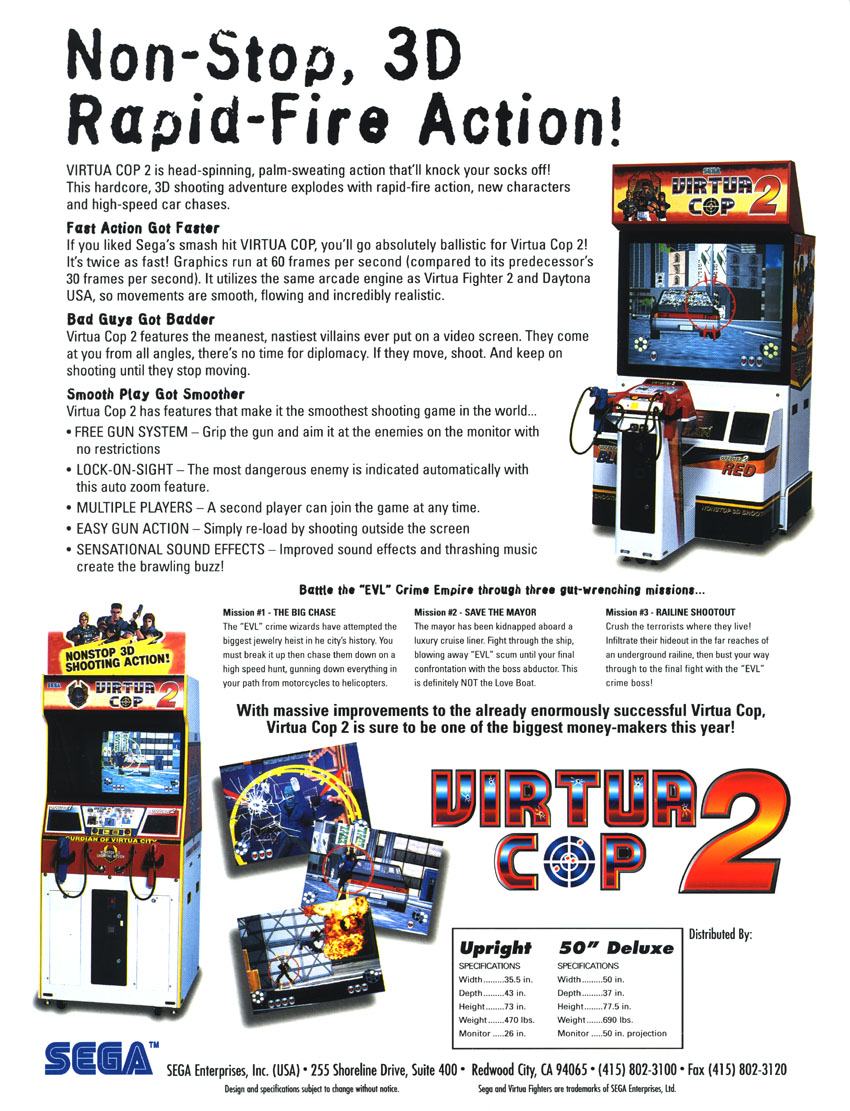 Non-Stop, 3D
Rapid-Fire Action!
VIRTUA COP 2 is head-spinning, palm-sweating action that'll knock your socks off!
This hardcore, 3D shooting adventure explodes with rapid-fire action, new characters
and high-speed car chases.
Fast Action Got Faster
If you liked Sega's smash hit VIRTUA COP, you'll go absolutely ballistic for Virtua Cop 2!
It's twice as fast! Graphics run at 60 frames per second (compared to its predecessor's
30 frames per second). It utilizes the same arcade engine as Virtua Fighter 2 and Daytona
USA, so movements are smooth, flowing and incredibly realistic.
Bad Guys Got Badder
Virtua Cop 2 features the meanest, nastiest villains ever put on a video screen. They come
at you from all angles, there's no time for diplomacy. If they move, shoot. And keep on
shooting until they stop moving.
Smooth Play Got Smoother
Virtua Cop 2 has features that make it the smoothest shooting game in the world...
• FREE GUN SYSTEM – Grip the gun and aim it at the enemies on the monitor with
no restrictions
• LOCK-ON-SIGHT – The most dangerous enemy is indicated automatically with
this auto zoom feature.
• MULTIPLE PLAYERS – A second player can join the game at any time.
• EASY GUN ACTION – Simply re-load by shooting outside the screen
• SENSATIONAL SOUND EFFECTS – Improved sound effects and thrashing music
create the brawling buzz!
SEGA
VIRTUA COP 2
RED
NONSTOP 3D SHOOT
Battle the "EVL" Crime Empire through three gut-wrenching missions...
Mission #1 - THE BIG CHASE
The "EVL" crime wizards have attempted the
biggest jewelry heist in he city's history. You
must break it up then chase them down on a
high speed hunt, gunning down everything in
your path from motorcycles to helicopters.
Mission #2 - SAVE THE MAYOR
The mayor has been kidnapped aboard a
luxury cruise liner. Fight through the ship,
blowing away "EVL" scum until your final
confrontation with the boss abductor. This
is definitely NOT the Love Boat.
Mission #3 - RAILINE SHOOTOUT
Crush the terrorists where they live!
Infiltrate their hideout in the far reaches of
an underground railine, then bust your way
through to the final fight with the "EVL"
crime boss!
NONSTOP 3D
SHOOTING ACTION!
SEGA
VIRTUA COP 2
GUARDIAN OF VIRTUA CITY
With massive improvements to the already enormously successful Virtua Cop,
Virtua Cop 2 is sure to be one of the biggest money-makers this year!
VIRTUA
COP 2
Upright
SPECIFICATIONS
Width.........35.5 in.
Depth.........43 in.
Height........73 in.
Weight.......470 lbs.
Monitor .....26 in.
50" Deluxe
SPECIFICATIONS
Width.........50 in.
Depth.........37 in.
Height........77.5 in.
Weight.......690 lbs.
Monitor .....50 in. projection
Distributed By:
SEGA™
SEGA Enterprises, Inc. (USA) • 255 Shoreline Drive, Suite 400 • Redwood City, CA 94065 • (415) 802-3100 • Fax (415) 802-3120
Design and specifications subject to change without notice.
Sega and Virtua Fighters are trademarks of SEGA Enterprises, Ltd.